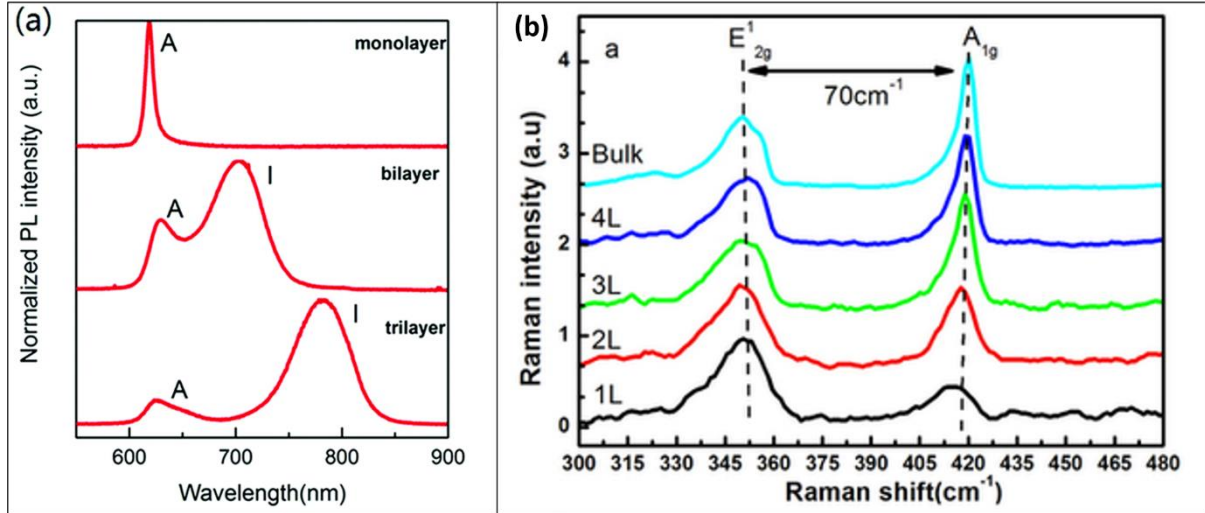 (a)
A
monolayer
bilayer
I
A
trilayer
I
A
Normalized PL intensity (a.u.)
600 700 800 900
Wavelength(nm)
(b)
a
E¹₂g
A₁g
70cm⁻¹
Bulk
4L
3L
2L
1L
4
3
2
1
0
Raman intensity (a.u)
300 315 330 345 360 375 390 405 420 435 450 465 480
Raman shift(cm⁻¹)